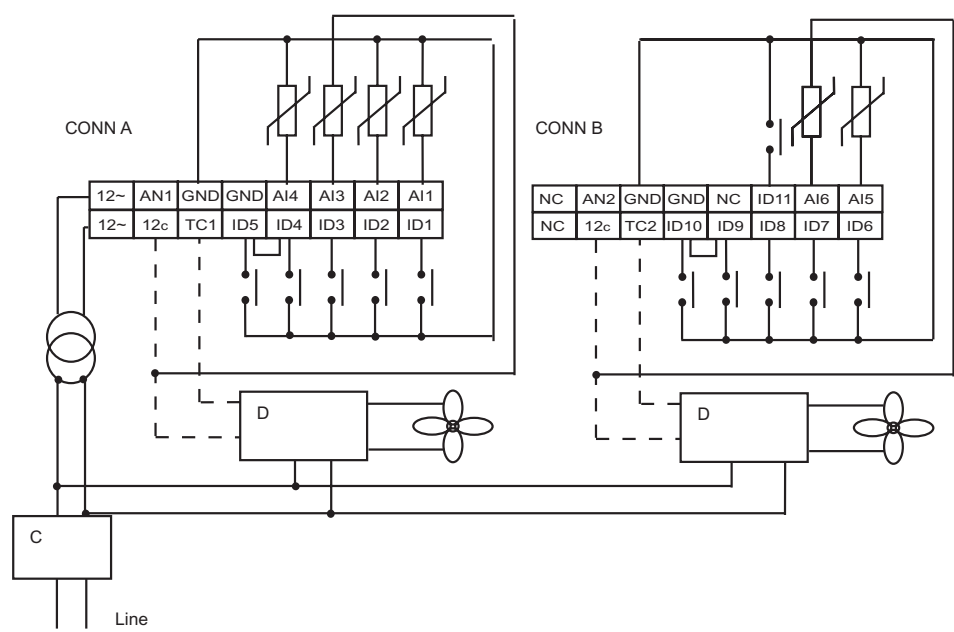 CONN A
12~ AN1 GND GND AI4 AI3 AI2 AI1
12~ 12c TC1 ID5 ID4 ID3 ID2 ID1
CONN B
NC AN2 GND GND NC ID11 AI6 AI5
NC 12c TC2 ID10 ID9 ID8 ID7 ID6
D
D
C
Line